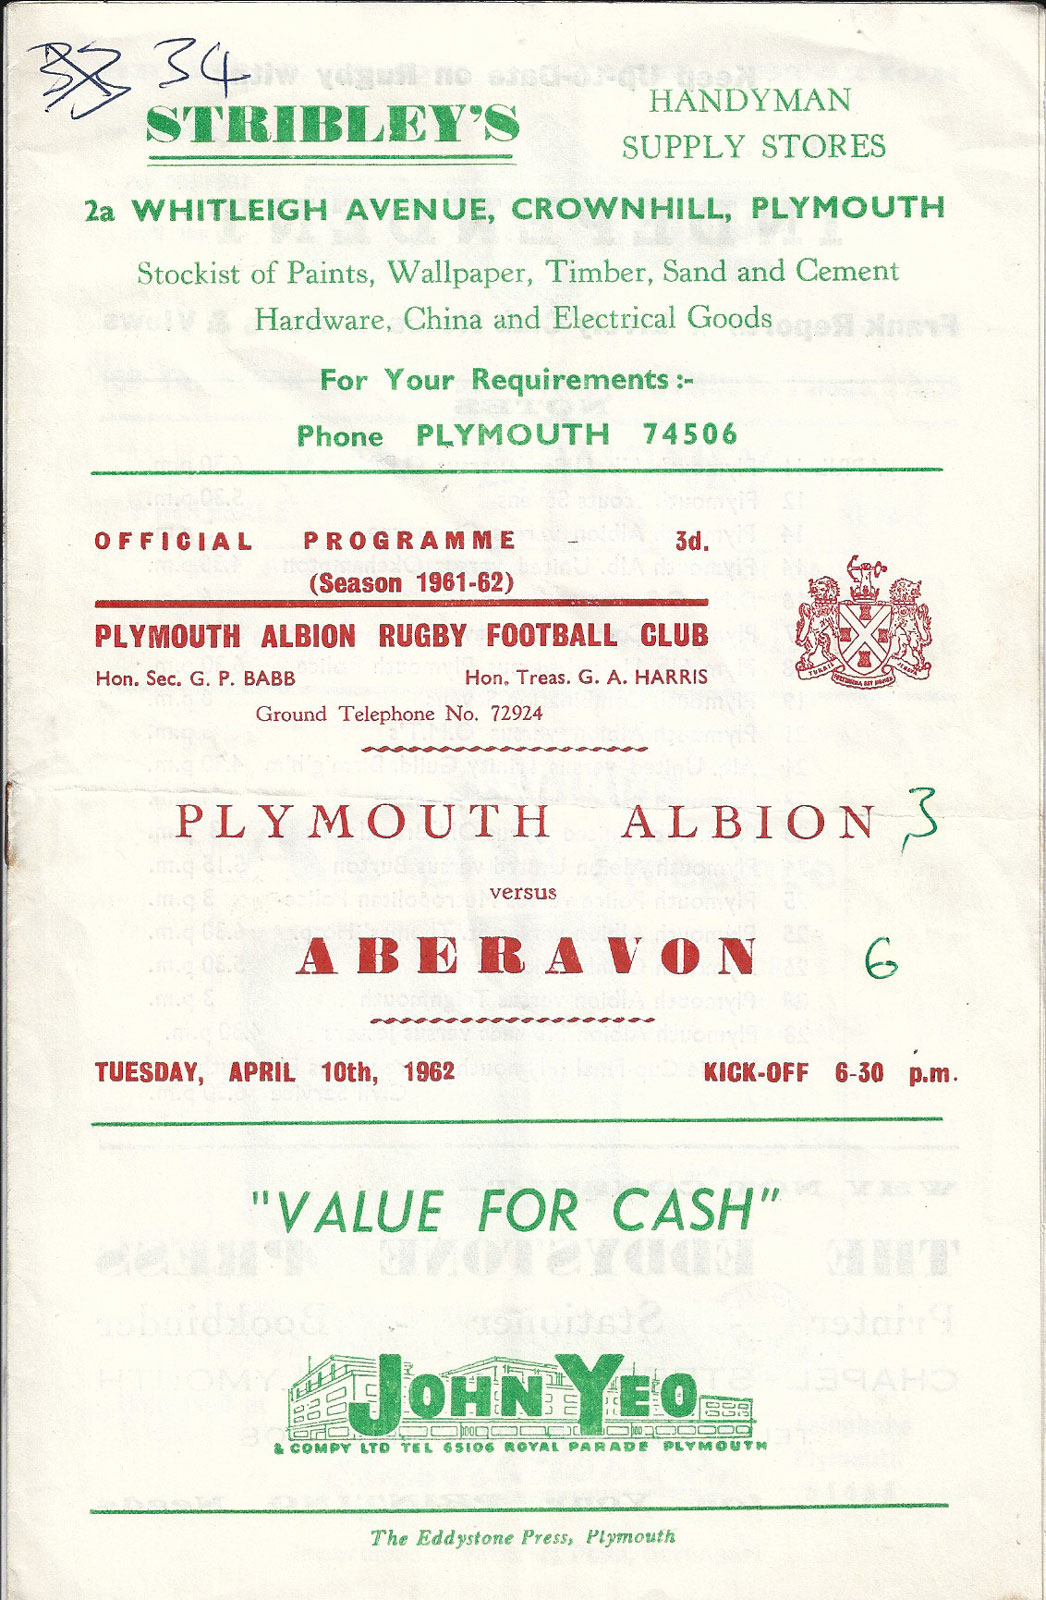 34
STRIBLEY'S
HANDYMAN
SUPPLY STORES
2a WHITLEIGH AVENUE, CROWNHILL, PLYMOUTH
Stockist of Paints, Wallpaper, Timber, Sand and Cement
Hardware, China and Electrical Goods
For Your Requirements :-
Phone PLYMOUTH 74506
OFFICIAL PROGRAMME - 3d.
(Season 1961-62)
PLYMOUTH ALBION RUGBY FOOTBALL CLUB
Hon. Sec. G. P. BABB Hon. Treas. G. A. HARRIS
Ground Telephone No. 72924
PLYMOUTH ALBION 3
versus
ABERAVON 6
TUESDAY, APRIL 10th, 1962 KICK-OFF 6-30 p.m.
"VALUE FOR CASH"
JOHN YEO
& COMPY LTD TEL 65106 ROYAL PARADE PLYMOUTH
The Eddystone Press, Plymouth